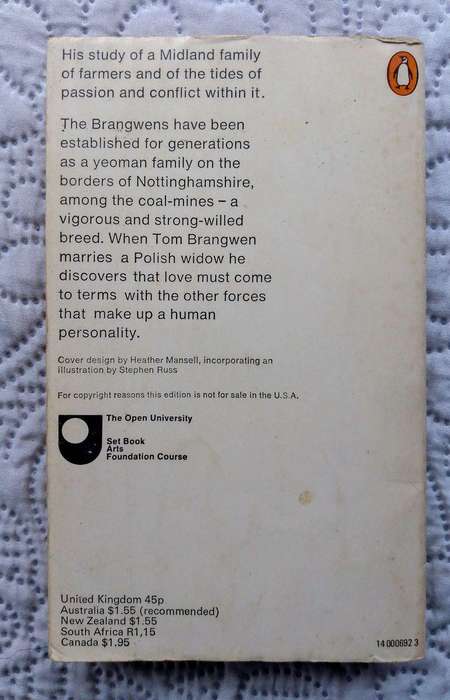 His study of a Midland family
of farmers and of the tides of
passion and conflict within it.
The Brangwens have been
established for generations
as a yeoman family on the
borders of Nottinghamshire,
among the coal-mines – a
vigorous and strong-willed
breed. When Tom Brangwen
marries a Polish widow he
discovers that love must come
to terms with the other forces
that make up a human
personality.
Cover design by Heather Mansell, incorporating an
illustration by Stephen Russ
For copyright reasons this edition is not for sale in the U.S.A.
The Open University
Set Book
Arts
Foundation Course
United Kingdom 45p
Australia $1.55 (recommended)
New Zealand $1.55
South Africa R1,15
Canada $1.95
14 000692 3